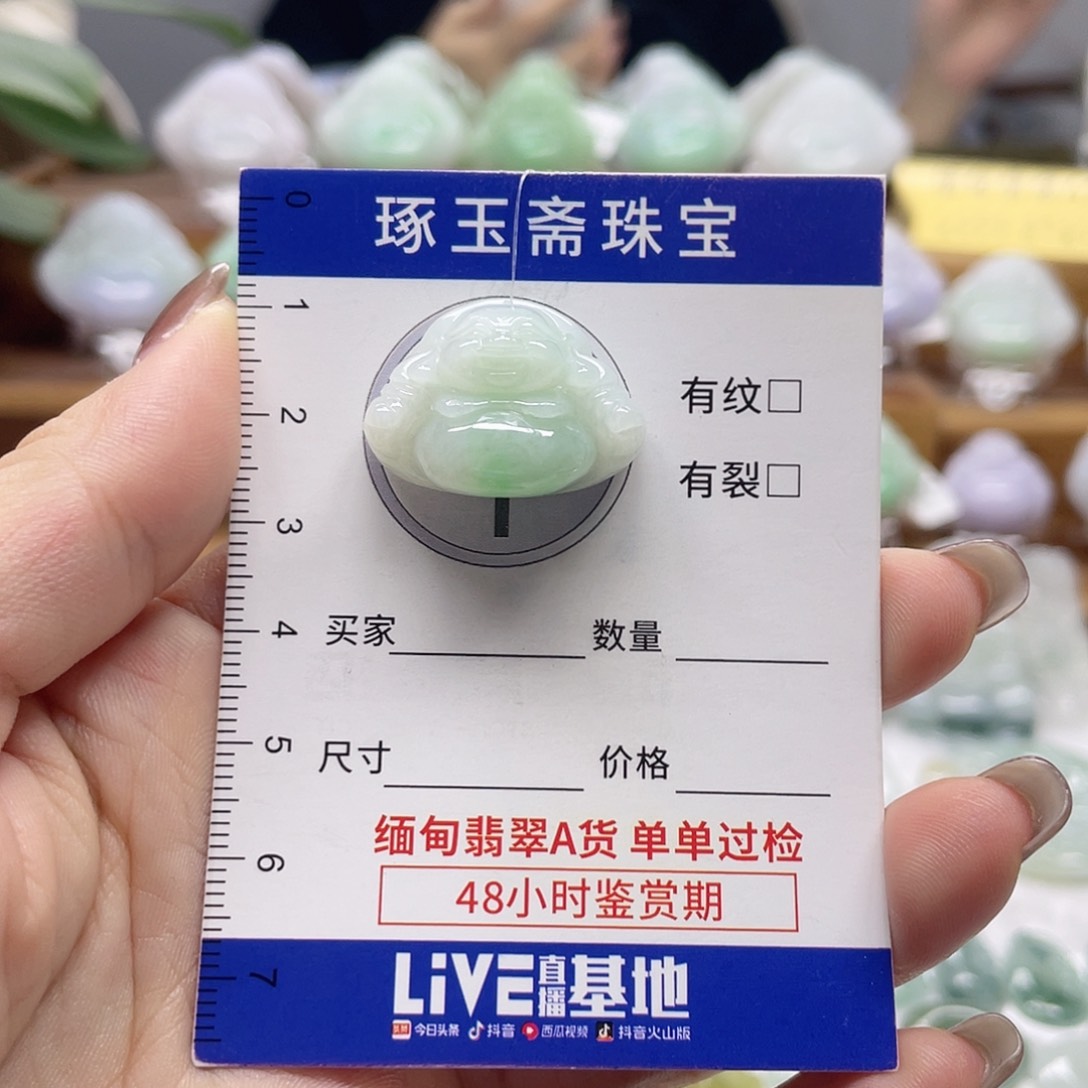 琢玉斋珠宝
0
1
2
3
4
5
6
7
有纹□
有裂□
买家 数量
尺寸 价格
缅甸翡翠A货 单单过检
48小时鉴赏期
LiVE直播基地
头条 今日头条 抖音 西瓜视频 抖音火山版